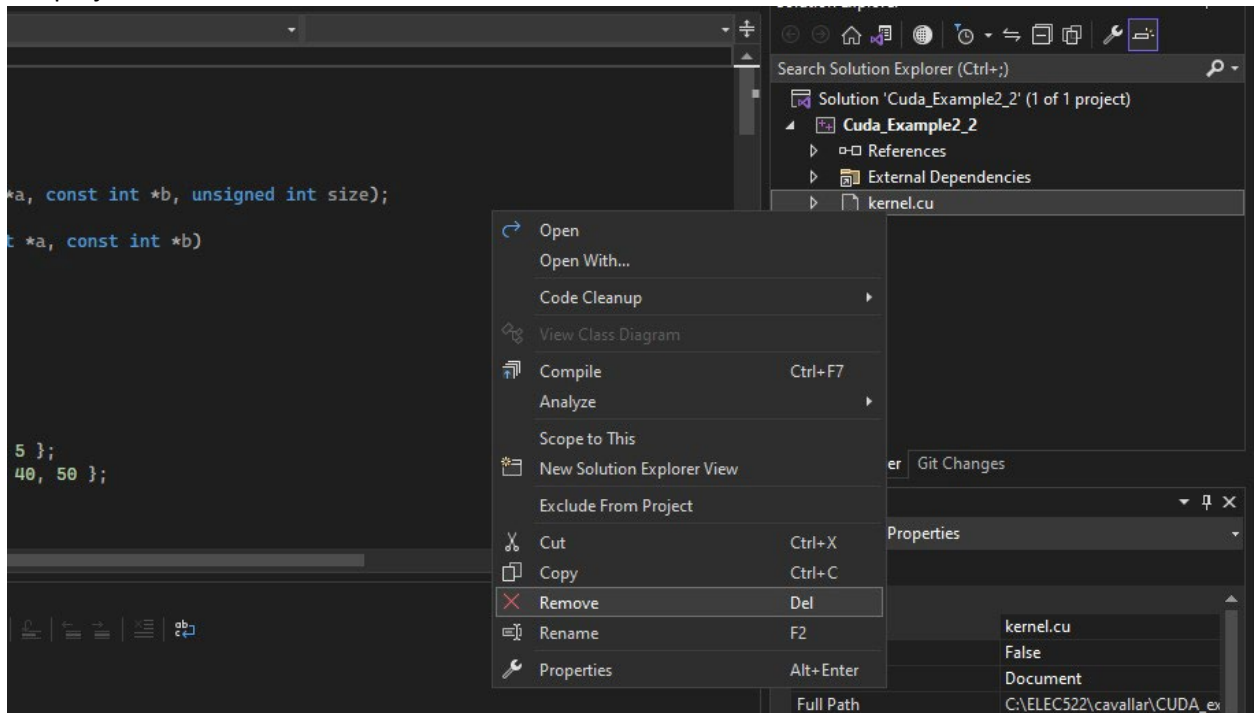 Search Solution Explorer (Ctrl+;)
Solution 'Cuda_Example2_2' (1 of 1 project)
Cuda_Example2_2
References
External Dependencies
kernel.cu
*a, const int *b, unsigned int size);
*a, const int *b)
5 };
40, 50 };
Open
Open With...
Code Cleanup
View Class Diagram
Compile Ctrl+F7
Analyze
Scope to This
New Solution Explorer View
Exclude From Project
Cut Ctrl+X
Copy Ctrl+C
Remove Del
Rename F2
Properties Alt+Enter
Git Changes
Properties
kernel.cu
False
Document
Full Path C:\ELEC522\cavallar\CUDA_ex